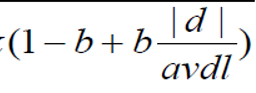 (1 − b + b |d| / avdl)